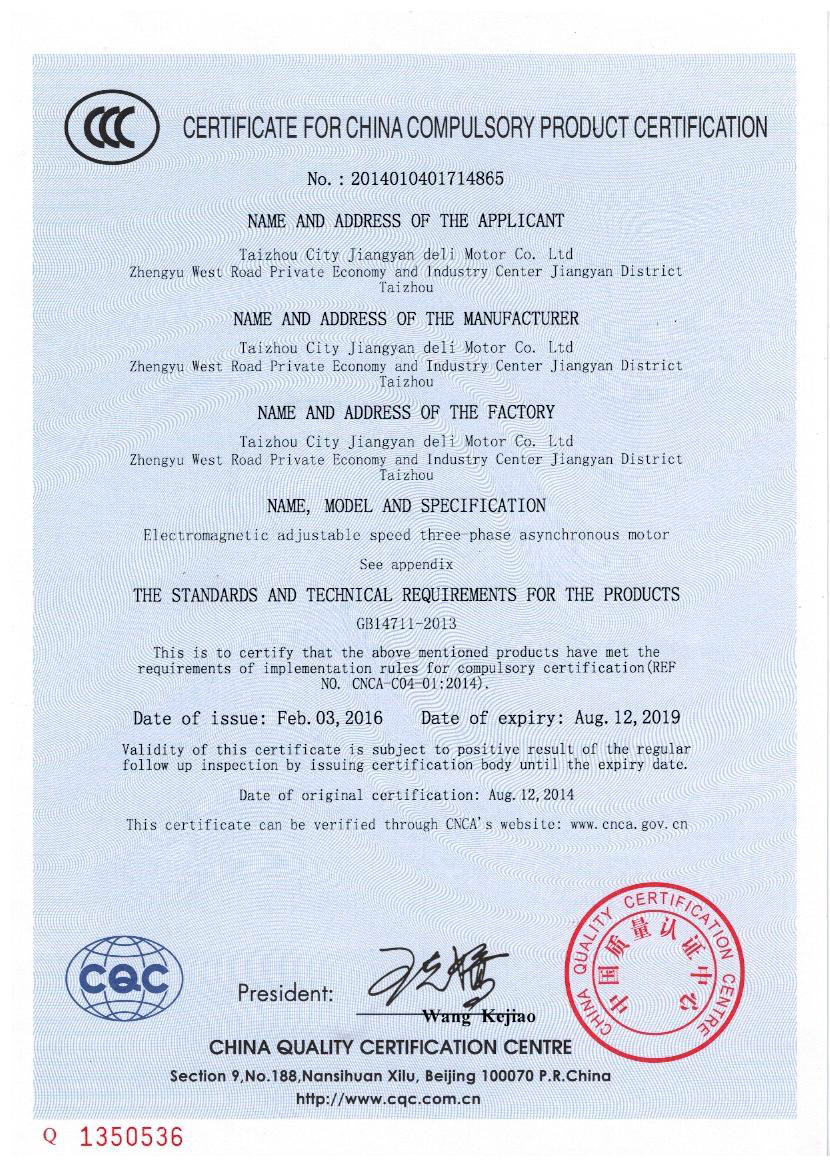 CCC
CERTIFICATE FOR CHINA COMPULSORY PRODUCT CERTIFICATION
No. : 2014010401714865
NAME AND ADDRESS OF THE APPLICANT
Taizhou City Jiangyan deli Motor Co. Ltd
Zhengyu West Road Private Economy and Industry Center Jiangyan District
Taizhou
NAME AND ADDRESS OF THE MANUFACTURER
Taizhou City Jiangyan deli Motor Co. Ltd
Zhengyu West Road Private Economy and Industry Center Jiangyan District
Taizhou
NAME AND ADDRESS OF THE FACTORY
Taizhou City Jiangyan deli Motor Co. Ltd
Zhengyu West Road Private Economy and Industry Center Jiangyan District
Taizhou
NAME, MODEL AND SPECIFICATION
Electromagnetic adjustable speed three-phase asynchronous motor
See appendix
THE STANDARDS AND TECHNICAL REQUIREMENTS FOR THE PRODUCTS
GB14711-2013
This is to certify that the above mentioned products have met the
requirements of implementation rules for compulsory certification(REF
NO. CNCA-C04-01:2014).
Date of issue: Feb. 03, 2016 Date of expiry: Aug. 12, 2019
Validity of this certificate is subject to positive result of the regular
follow up inspection by issuing certification body until the expiry date.
Date of original certification: Aug. 12, 2014
This certificate can be verified through CNCA's website: www.cnca.gov.cn
CHINA QUALITY CERTIFICATION CENTRE
中国质量认证中心
CQC
President: 王克娇
Wang Kejiao
CHINA QUALITY CERTIFICATION CENTRE
Section 9,No.188,Nansihuan Xilu, Beijing 100070 P.R.China
http://www.cqc.com.cn
Q 1350536